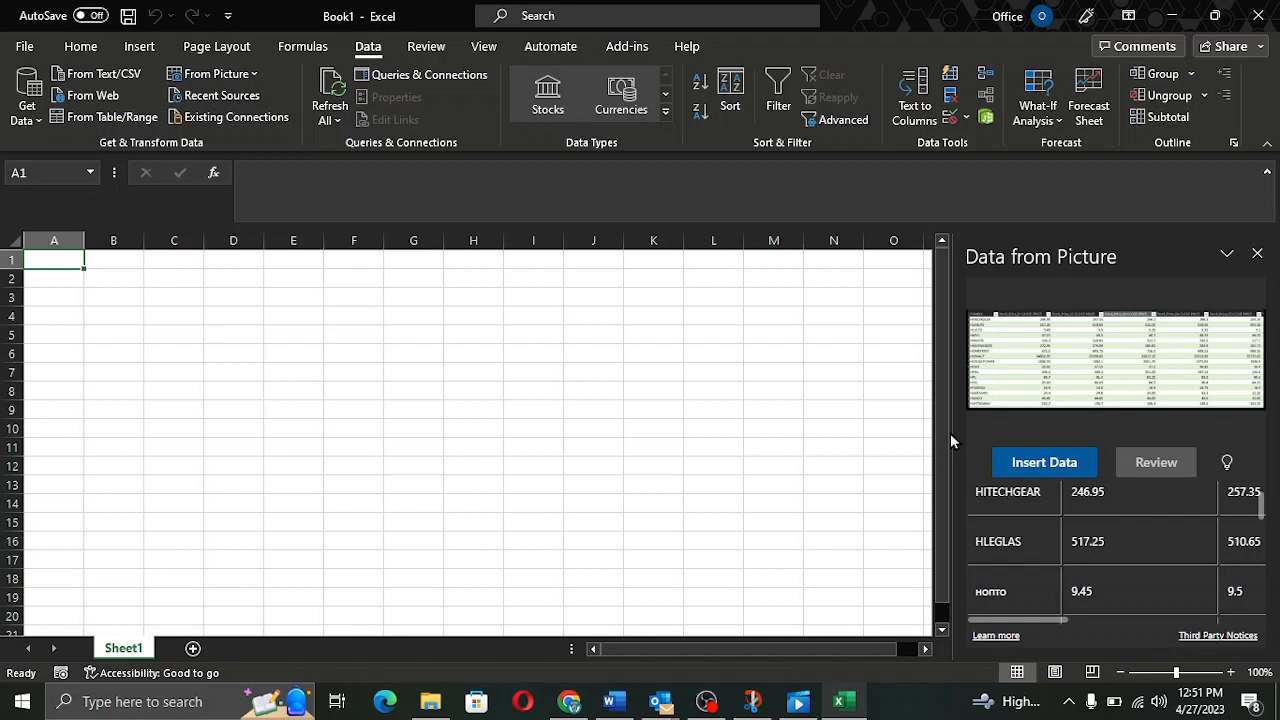 AutoSave Off Book1 - Excel Search Office
File Home Insert Page Layout Formulas Data Review View Automate Add-ins Help Comments Share
Get Data From Text/CSV From Picture
From Web Recent Sources
From Table/Range Existing Connections
Get & Transform Data
Refresh All Queries & Connections
Properties
Edit Links
Queries & Connections
Stocks Currencies
Data Types
Sort Filter Clear
Reapply
Advanced
Sort & Filter
Text to Columns
Data Tools
What-If Analysis Forecast Sheet
Forecast
Group
Ungroup
Subtotal
Outline
A1 fx
A B C D E F G H I J K L M N O
1
2
3
4
5
6
7
8
9
10
11
12
13
14
15
16
17
18
19
20
21
Data from Picture
Insert Data Review
HITECHGEAR 246.95 257.35
HLEGLAS 517.25 510.65
нопто 9.45 9.5
Learn more Third Party Notices
Sheet1
Ready Accessibility: Good to go 100%
Type here to search High... 12:51 PM
4/27/2023 8